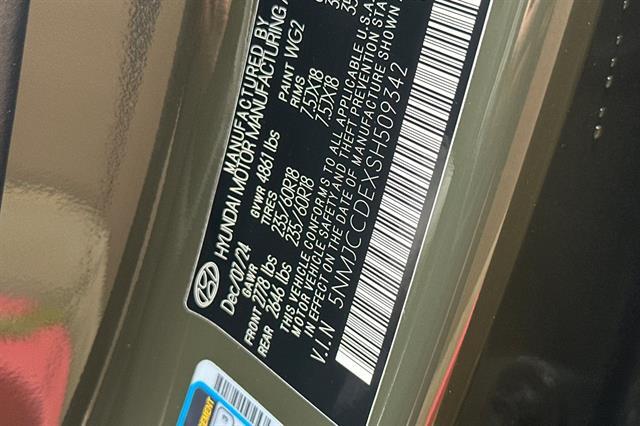 MANUFACTURED BY
HYUNDAI MOTOR MANUFACTURING
Dec/07/24 GVWR 4861 lbs PAINT WG2
GAWR TIRES RIMS
FRONT 2778 lbs 235/60R18 7.5JX18
REAR 2646 lbs 235/60R18 7.5JX18
THIS VEHICLE CONFORMS TO ALL APPLICABLE U.S.A.
MOTOR VEHICLE SAFETY AND THEFT PREVENTION STA
IN EFFECT ON THE DATE OF MANUFACTURE SHOWN
V.I.N 5NMJCCDEXSH509342